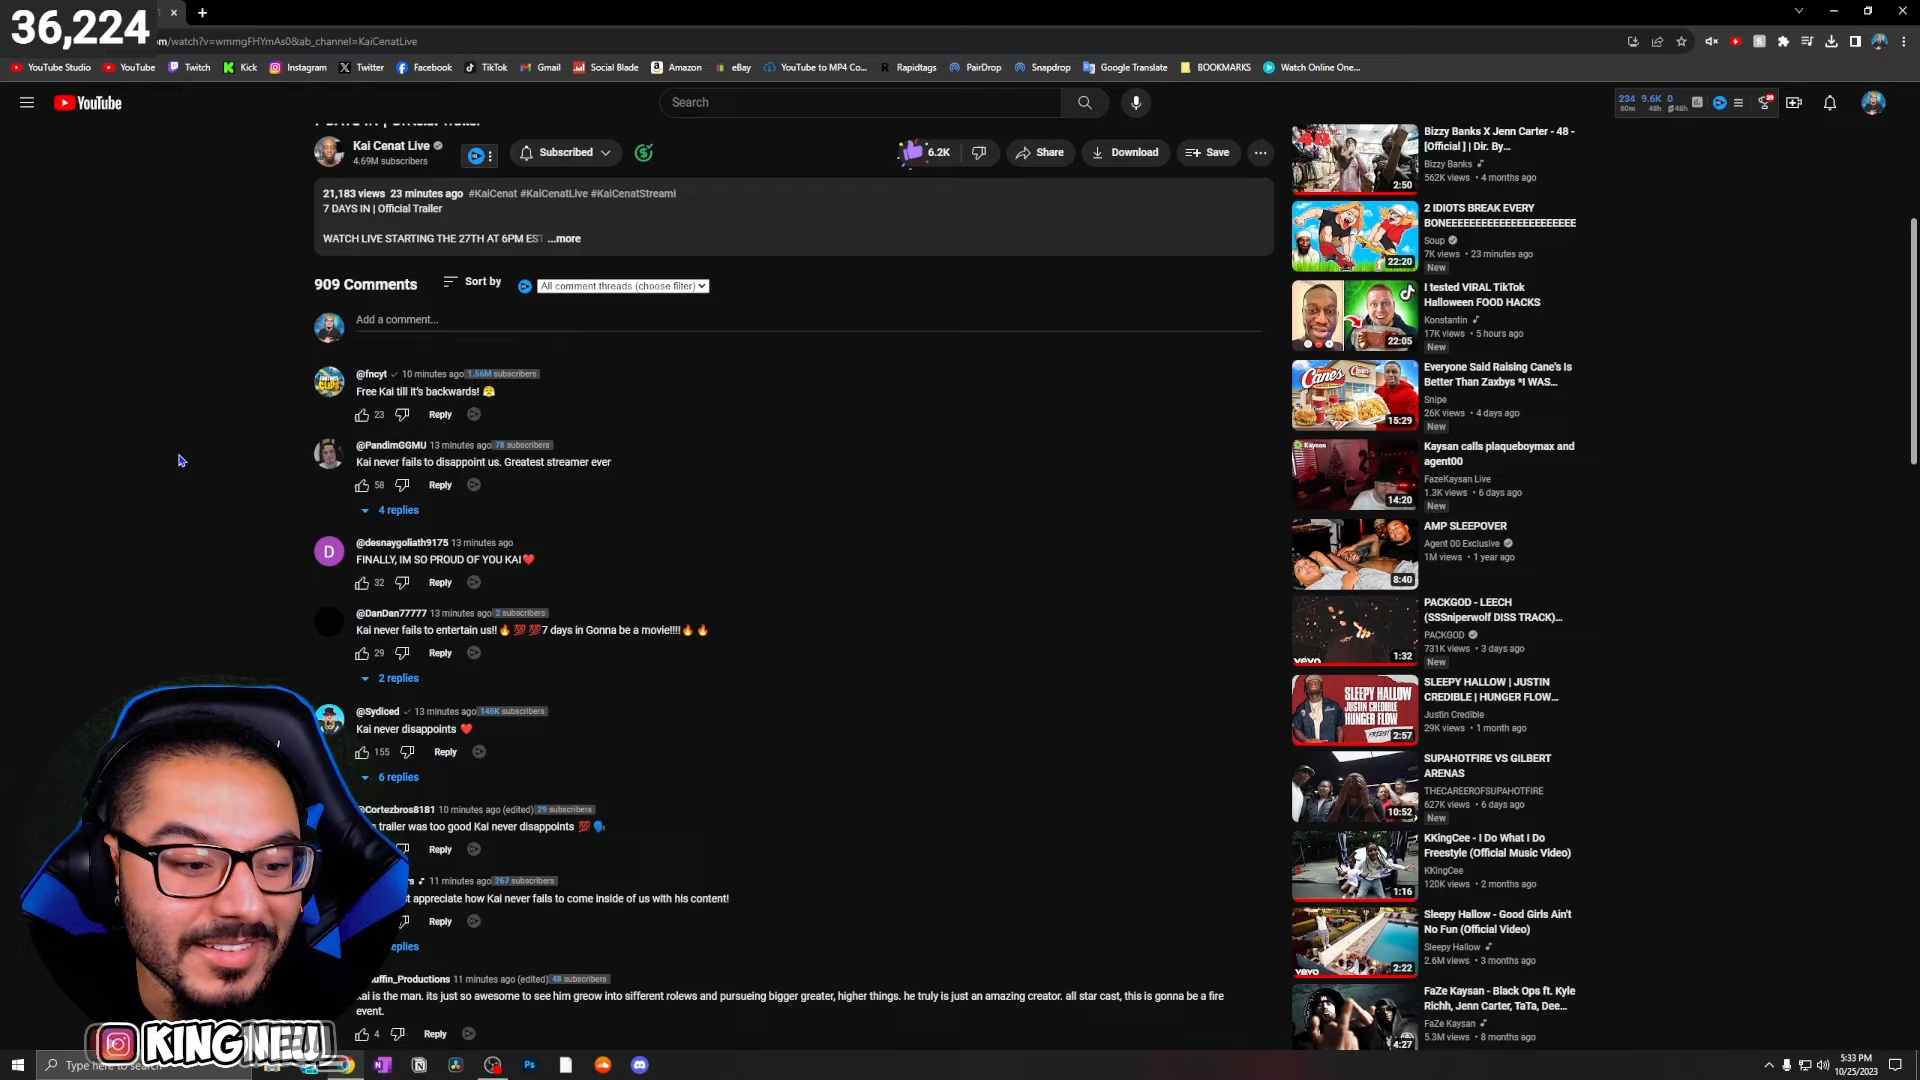 36,224
om/watch?v=wmmgFHYmAs0&ab_channel=KaiCenatLive
YouTube Studio YouTube Twitch Kick Instagram Twitter Facebook TikTok Gmail Social Blade Amazon eBay YouTube to MP4 Co... Rapidtags PairDrop Snapdrop Google Translate BOOKMARKS Watch Online One...
YouTube
Search
234 9.6K 0
60m 48h 48h
7 DAYS IN | Official Trailer
Kai Cenat Live
4.69M subscribers
Subscribed
6.2K
Share
Download
Save
21,183 views 23 minutes ago #KaiCenat #KaiCenatLive #KaiCenatStreami
7 DAYS IN | Official Trailer
WATCH LIVE STARTING THE 27TH AT 6PM EST ...more
909 Comments
Sort by
All comment threads (choose filter)
Add a comment...
@fncyt 10 minutes ago 1.56M subscribers
Free Kai till it's backwards! 😤
23 Reply
@PandimGGMU 13 minutes ago 78 subscribers
Kai never fails to disappoint us. Greatest streamer ever
58 Reply
4 replies
D
@desnaygoliath9175 13 minutes ago
FINALLY, IM SO PROUD OF YOU KAI❤️
32 Reply
@DanDan77777 13 minutes ago 2 subscribers
Kai never fails to entertain us!!🔥 💯 💯7 days in Gonna be a movie!!!!🔥 🔥
29 Reply
2 replies
@Sydiced 13 minutes ago 146K subscribers
Kai never disappoints ❤️
155 Reply
6 replies
@Cortezbros8181 10 minutes ago (edited) 29 subscribers
trailer was too good Kai never disappoints 💯 🗣️
Reply
11 minutes ago 267 subscribers
appreciate how Kai never fails to come inside of us with his content!
Reply
replies
uffin_Productions 11 minutes ago (edited) 48 subscribers
Kai is the man. its just so awesome to see him greow into sifferent rolews and pursueing bigger greater, higher things. he truly is just an amazing creator. all star cast, this is gonna be a fire
event.
4 Reply
48
2:50
Bizzy Banks X Jenn Carter - 48 -
[Official ] | Dir. By...
Bizzy Banks
562K views • 4 months ago
22:20
2 IDIOTS BREAK EVERY
BONEEEEEEEEEEEEEEEEEEEEEE
Soup
7K views • 23 minutes ago
New
22:05
I tested VIRAL TikTok
Halloween FOOD HACKS
Konstantin
17K views • 5 hours ago
New
Cane's
15:29
Everyone Said Raising Cane's Is
Better Than Zaxbys *I WAS...
Snipe
26K views • 4 days ago
New
Kaysan
14:20
Kaysan calls plaqueboymax and
agent00
FazeKaysan Live
1.3K views • 6 days ago
New
8:40
AMP SLEEPOVER
Agent 00 Exclusive
1M views • 1 year ago
vevo
1:32
PACKGOD - LEECH
(SSSniperwolf DISS TRACK)...
PACKGOD
731K views • 3 days ago
New
SLEEPY HALLOW
JUSTIN CREDIBLE
HUNGER FLOW
2:57
SLEEPY HALLOW | JUSTIN
CREDIBLE | HUNGER FLOW...
Justin Credible
29K views • 1 month ago
10:52
SUPAHOTFIRE VS GILBERT
ARENAS
THECAREEROFSUPAHOTFIRE
627K views • 6 days ago
New
1:16
KKingCee - I Do What I Do
Freestyle (Official Music Video)
KKingCee
120K views • 2 months ago
vevo
2:22
Sleepy Hallow - Good Girls Ain't
No Fun (Official Video)
Sleepy Hallow
2.6M views • 3 months ago
4:27
FaZe Kaysan - Black Ops ft. Kyle
Richh, Jenn Carter, TaTa, Dee...
FaZe Kaysan
5.3M views • 8 months ago
KINGNEW
Type here to search
Ps
5:33 PM
10/25/2023